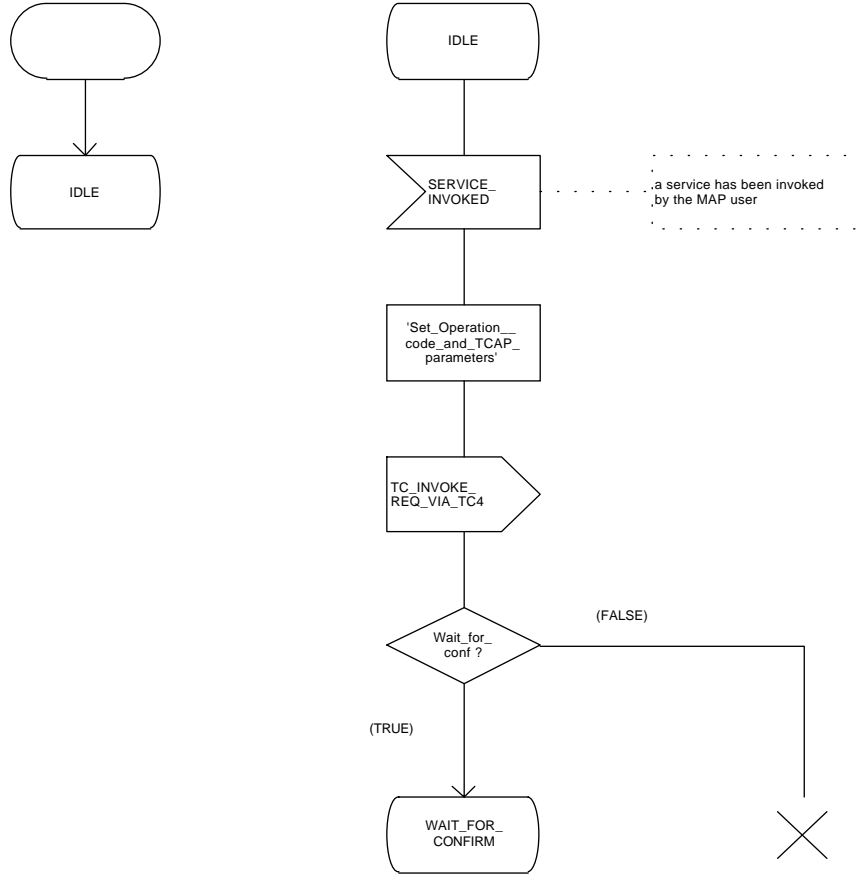 IDLE
IDLE
SERVICE_
INVOKED
a service has been invoked
by the MAP user
'Set_Operation__
code_and_TCAP_
parameters'
TC_INVOKE_
REQ_VIA_TC4
Wait_for_
conf ?
(FALSE)
(TRUE)
WAIT_FOR_
CONFIRM